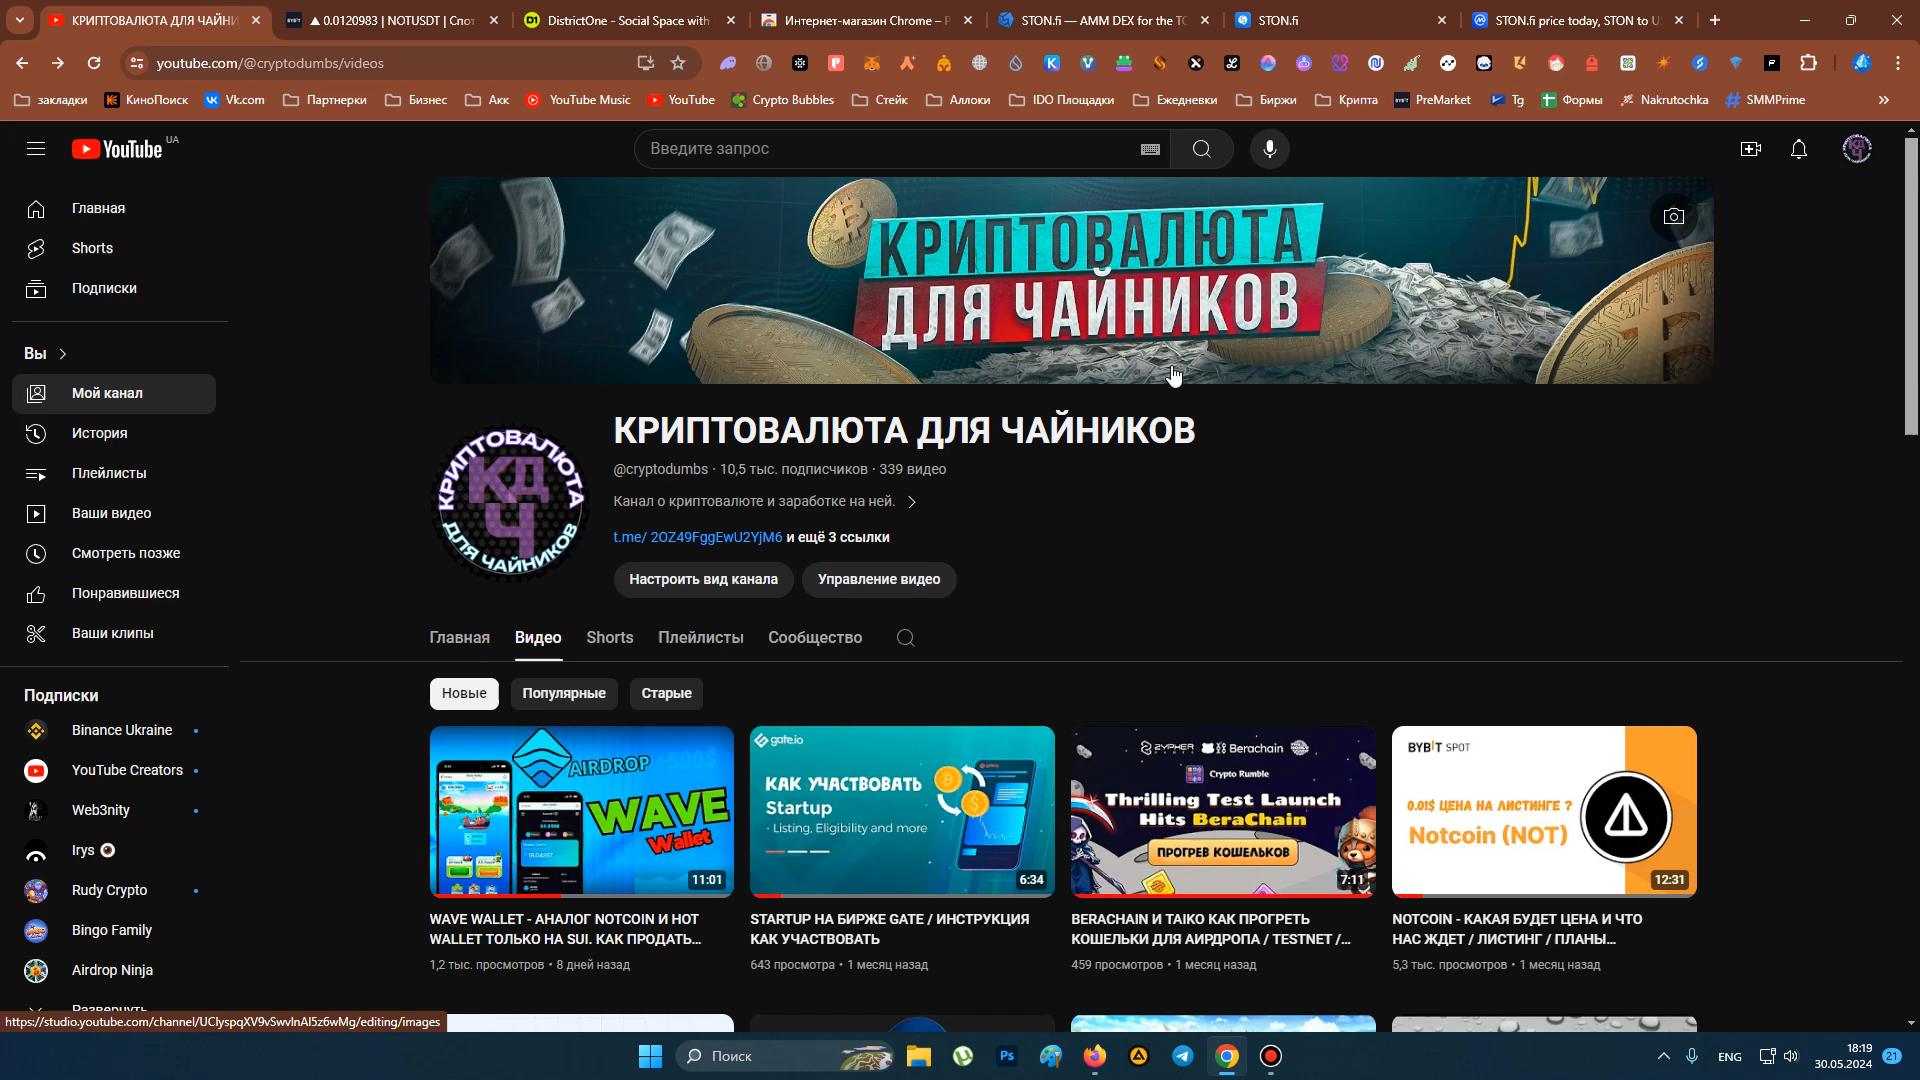 КРИПТОВАЛЮТА ДЛЯ ЧАЙНИ
0.0120983 | NOTUSDT | Спот
DistrictOne - Social Space with
Интернет-магазин Chrome – Р
STON.fi — AMM DEX for the TO
STON.fi
STON.fi price today, STON to U
youtube.com/@cryptodumbs/videos
закладки
КиноПоиск
Vk.com
Партнерки
Бизнес
Акк
YouTube Music
YouTube
Crypto Bubbles
Стейк
Аллоки
IDO Площадки
Ежедневки
Биржи
Крипта
PreMarket
Tg
Формы
Nakrutochka
SMMPrime
YouTube UA
Введите запрос
Главная
Shorts
Подписки
Вы
Мой канал
История
Плейлисты
Ваши видео
Смотреть позже
Понравившиеся
Ваши клипы
Подписки
Binance Ukraine
YouTube Creators
Web3nity
Irys
Rudy Crypto
Bingo Family
Airdrop Ninja
Развернуть
КРИПТОВАЛЮТА
ДЛЯ ЧАЙНИКОВ
КРИПТОВАЛЮТА
КДЧ
ДЛЯ ЧАЙНИКОВ
КРИПТОВАЛЮТА ДЛЯ ЧАЙНИКОВ
@cryptodumbs · 10,5 тыс. подписчиков · 339 видео
Канал о криптовалюте и заработке на ней.
t.me/ 2OZ49FggEwU2YjM6 и ещё 3 ссылки
Настроить вид канала
Управление видео
Главная
Видео
Shorts
Плейлисты
Сообщество
Новые
Популярные
Старые
AIRDROP
500$
WAVE
Wallet
11:01
WAVE WALLET - АНАЛОГ NOTCOIN И HOT
WALLET ТОЛЬКО НА SUI. КАК ПРОДАТЬ...
1,2 тыс. просмотров • 8 дней назад
gate.io
КАК УЧАСТВОВАТЬ
Startup
- Listing, Eligibility and more
6:34
STARTUP НА БИРЖЕ GATE / ИНСТРУКЦИЯ
КАК УЧАСТВОВАТЬ
643 просмотра • 1 месяц назад
ZYPHER
Berachain
Crypto Rumble
Thrilling Test Launch
Hits BeraChain
ПРОГРЕВ КОШЕЛЬКОВ
7:11
BERACHAIN И TAIKO КАК ПРОГРЕТЬ
КОШЕЛЬКИ ДЛЯ АИРДРОПА / TESTNET /...
459 просмотров • 1 месяц назад
BYBIT SPOT
0.01$ ЦЕНА НА ЛИСТИНГЕ ?
Notcoin (NOT)
12:31
NOTCOIN - КАКАЯ БУДЕТ ЦЕНА И ЧТО
НАС ЖДЕТ / ЛИСТИНГ / ПЛАНЫ...
5,3 тыс. просмотров • 1 месяц назад
https://studio.youtube.com/channel/UCIyspqXV9vSwvlnAl5z6wMg/editing/images
Поиск
Ps
ENG
18:19
30.05.2024
21